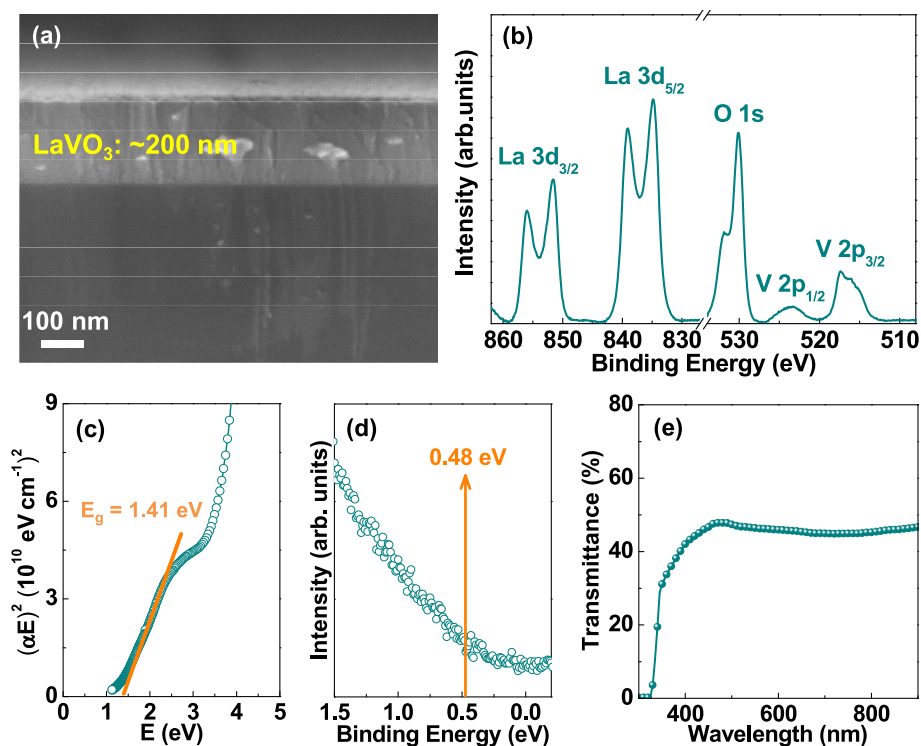 (a)
LaVO₃: ~200 nm
100 nm
(b)
La 3d₃/₂
La 3d₅/₂
O 1s
V 2p₁/₂
V 2p₃/₂
Intensity (arb.units)
860 850 840 830 530 520 510
Binding Energy (eV)
(c)
E_g = 1.41 eV
(αE)² (10¹⁰ eV cm⁻¹)²
9
6
3
0
0 1 2 3 4 5
E (eV)
(d)
0.48 eV
Intensity (arb. units)
1.5 1.0 0.5 0.0
Binding Energy (eV)
(e)
Transmittance (%)
80
60
40
20
0
400 600 800
Wavelength (nm)